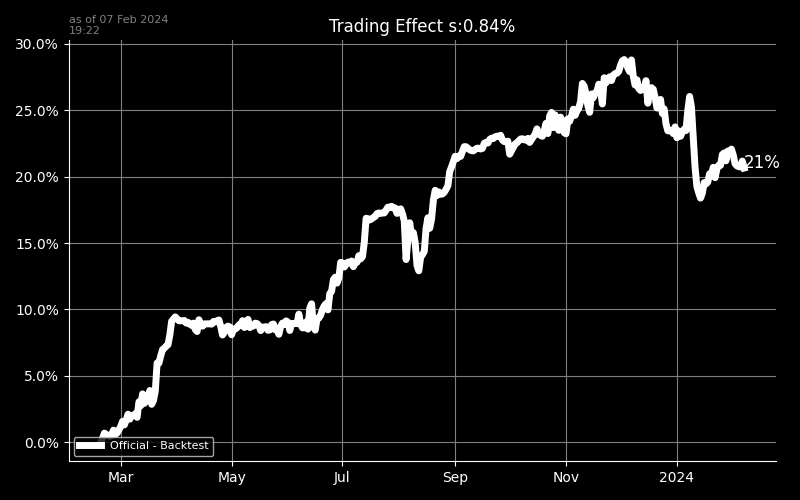 as of 07 Feb 2024
19:22
Trading Effect s:0.84%
30.0%
25.0%
20.0%
15.0%
10.0%
5.0%
0.0%
21%
Official - Backtest
Mar
May
Jul
Sep
Nov
2024